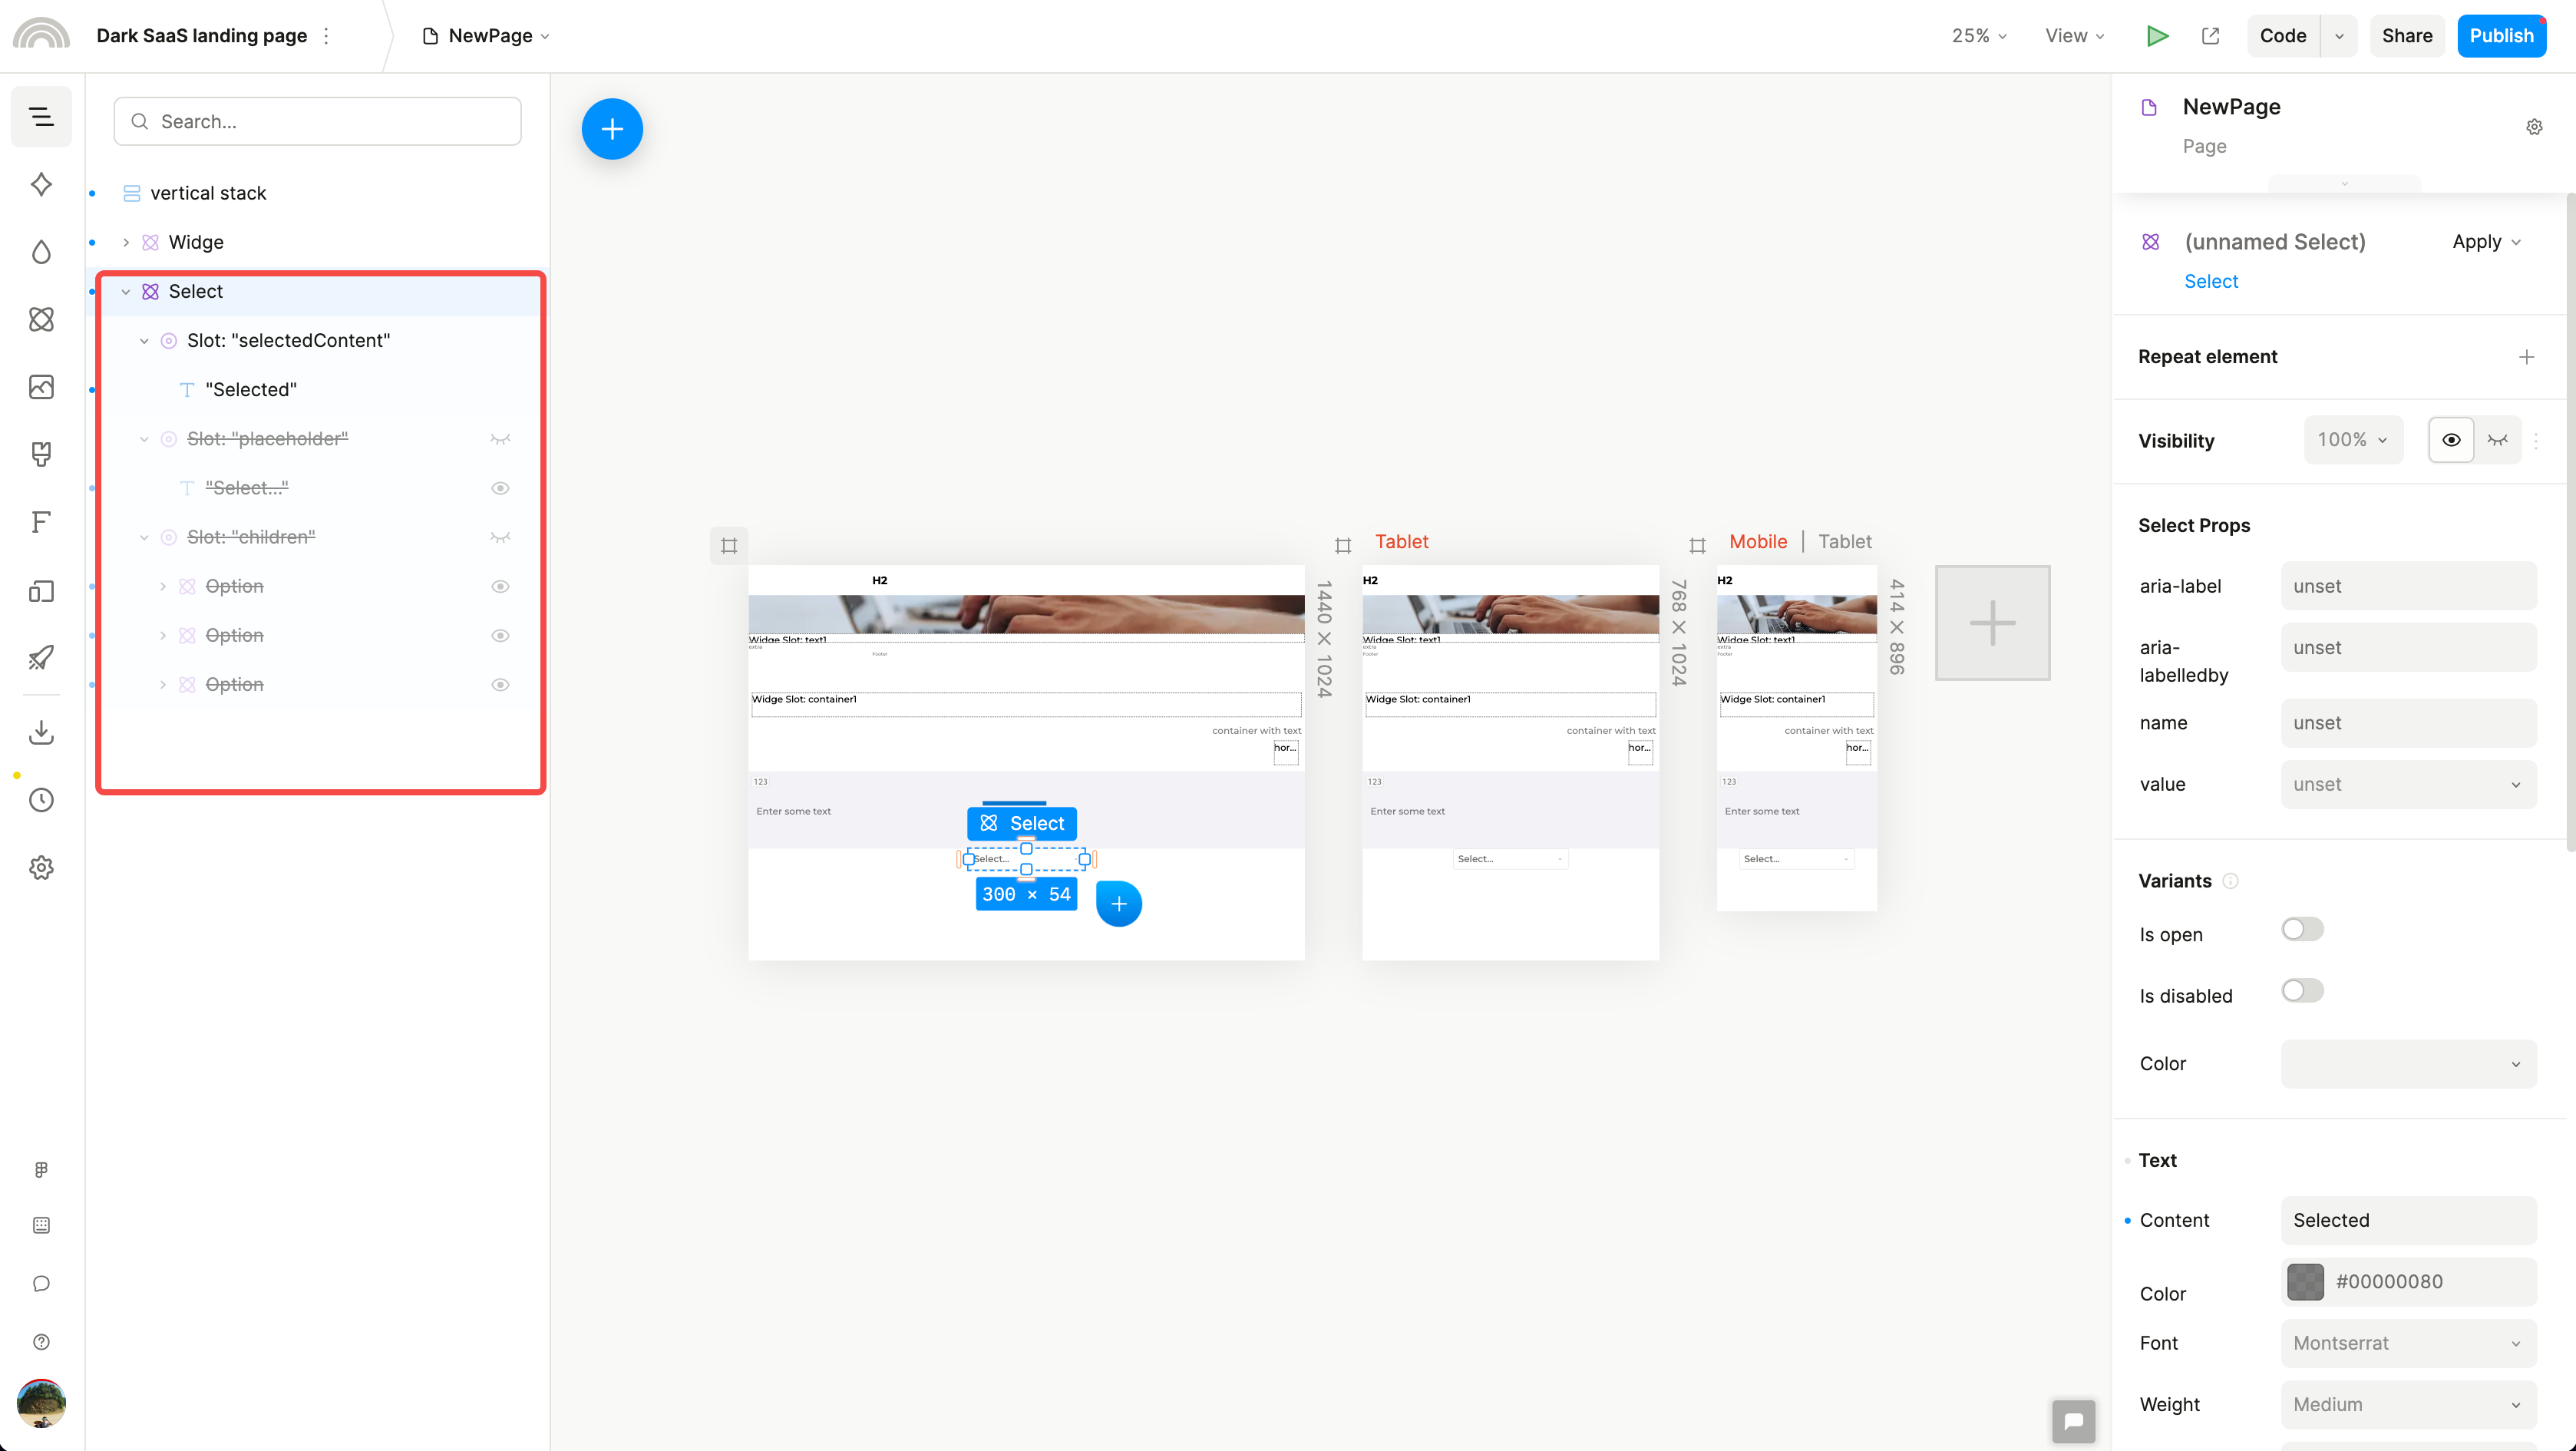 Dark SaaS landing page
NewPage
25%
View
Code
Share
Publish
Search...
vertical stack
Widge
Select
Slot: "selectedContent"
"Selected"
Slot: "placeholder"
"Select..."
Slot: "children"
Option
Option
Option
H2
Widge Slot: text1
extra
Footer
Widge Slot: container1
container with text
hor...
123
Enter some text
Select
Select...
300 × 54
1440 × 1024
Tablet
H2
Widge Slot: text1
extra
Footer
Widge Slot: container1
container with text
hor...
123
Enter some text
Select...
768 × 1024
Mobile | Tablet
H2
Widge Slot: text1
extra
Footer
Widge Slot: container1
container with text
hor...
123
Enter some text
Select...
414 × 896
NewPage
Page
(unnamed Select)
Apply
Select
Repeat element
Visibility
100%
Select Props
aria-label
unset
aria-
labelledby
unset
name
unset
value
unset
Variants
Is open
Is disabled
Color
Text
Content
Selected
Color
#00000080
Font
Montserrat
Weight
Medium